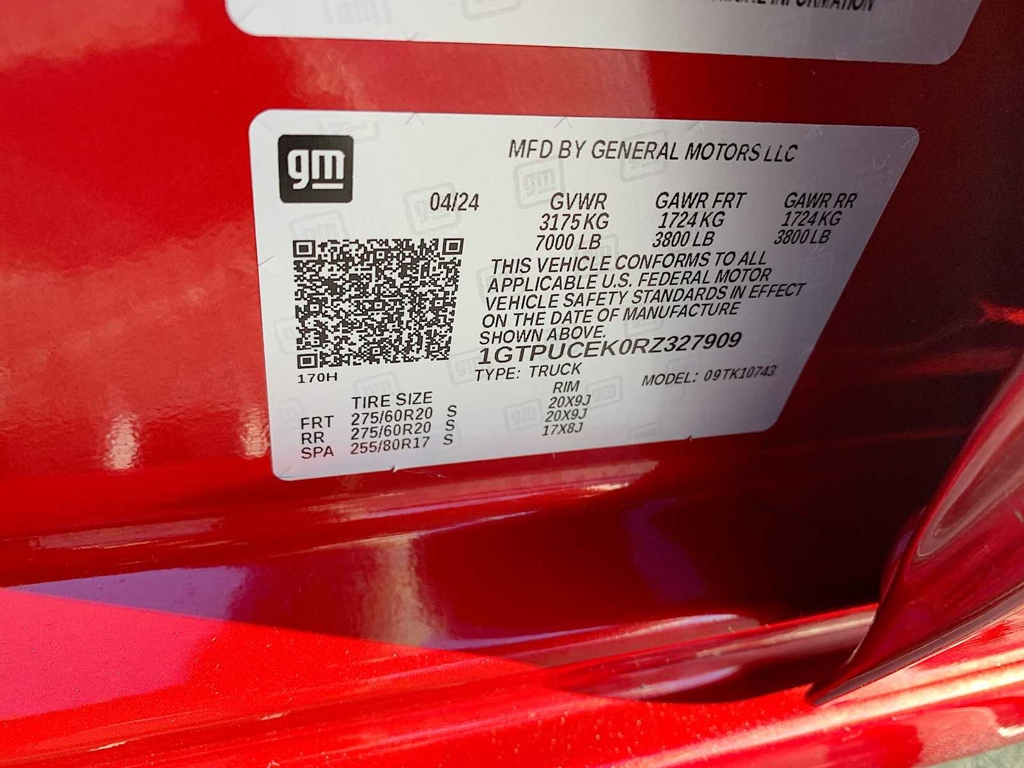 INFORMATION
gm
MFD BY GENERAL MOTORS LLC
04/24
GVWR GAWR FRT GAWR RR
3175 KG 1724 KG 1724 KG
7000 LB 3800 LB 3800 LB
THIS VEHICLE CONFORMS TO ALL
APPLICABLE U.S. FEDERAL MOTOR
VEHICLE SAFETY STANDARDS IN EFFECT
ON THE DATE OF MANUFACTURE
SHOWN ABOVE.
1GTPUCEK0RZ327909
TYPE: TRUCK MODEL: 09TK10743
170H
TIRE SIZE RIM
FRT 275/60R20 S 20X9J
RR 275/60R20 S 20X9J
SPA 255/80R17 S 17X8J